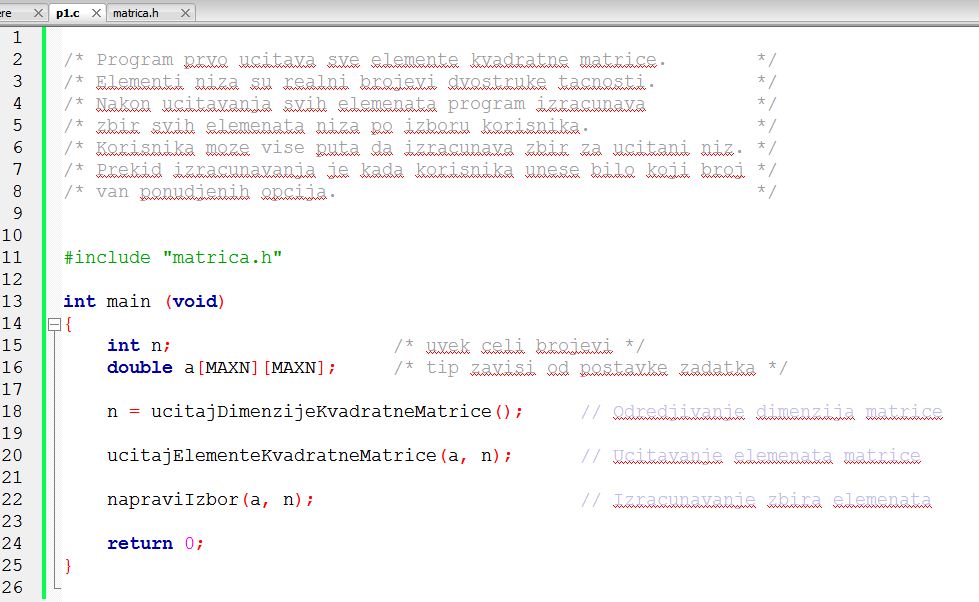 ere p1.c matrica.h
1
2 /* Program prvo ucitava sve elemente kvadratne matrice. */
3 /* Elementi niza su realni brojevi dvostruke tacnosti. */
4 /* Nakon ucitavanja svih elemenata program izracunava */
5 /* zbir svih elemenata niza po izboru korisnika. */
6 /* Korisnika moze vise puta da izracunava zbir za ucitani niz. */
7 /* Prekid izracunavanja je kada korisnika unese bilo koji broj */
8 /* van ponudjenih opcija. */
9
10
11 #include "matrica.h"
12
13 int main (void)
14 {
15 int n; /* uvek celi brojevi */
16 double a[MAXN][MAXN]; /* tip zavisi od postavke zadatka */
17
18 n = ucitajDimenzijeKvadratneMatrice(); // Odredjivanje dimenzija matrice
19
20 ucitajElementeKvadratneMatrice(a, n); // Ucitavanje elemenata matrice
21
22 napraviIzbor(a, n); // Izracunavanje zbira elemenata
23
24 return 0;
25 }
26